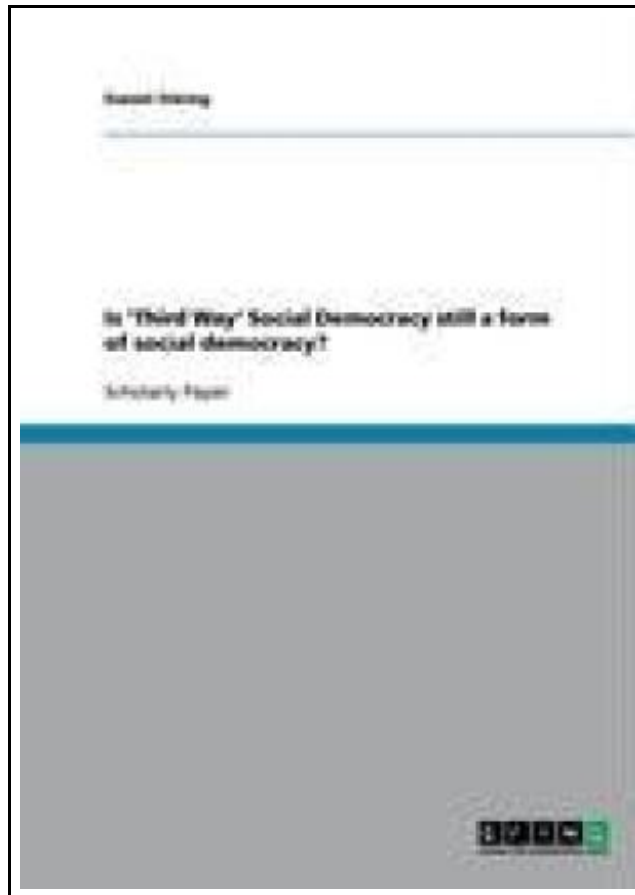 Is 'Third Way' Social Democracy still a form
of social democracy?
Scholarly Paper